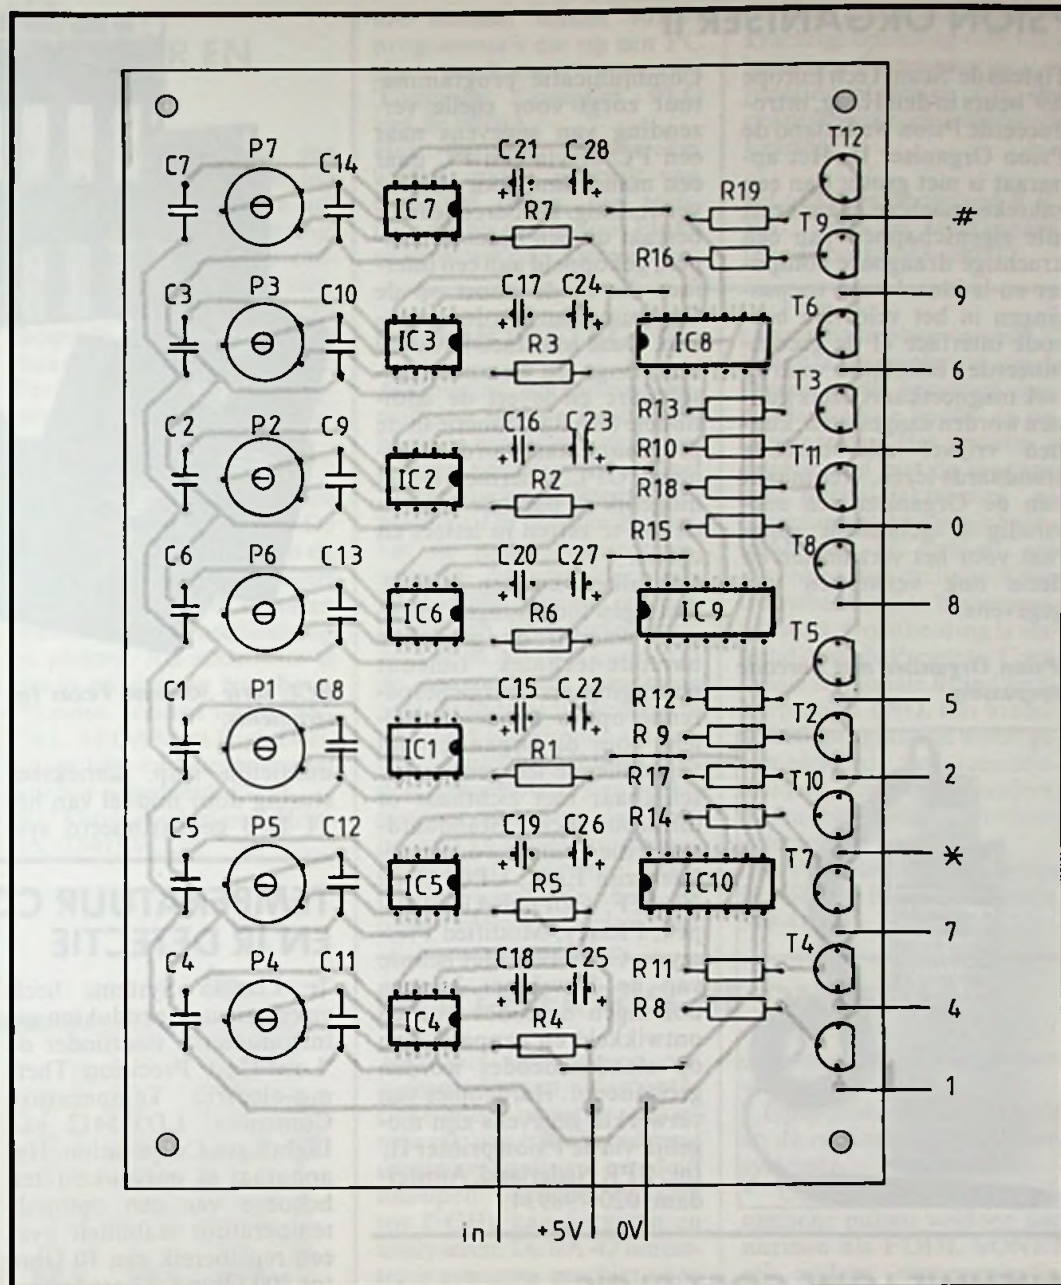 T12
C7 P7 C14 C21 C28
IC7 R7 R19
T9 #
R16
C3 P3 C10 C17 C24 9
T6
IC3 R3 IC8
6
T3
R13
C2 P2 C9 C16 C23 R10 3
T11
IC2 R2 R18
R15 0
C6 P6 C13 C20 C27 T8
IC6 R6 IC9 8
T5
C1 P1 C8 C15 C22 R12 5
T2
IC1 R1 R9
R17 2
T10
R14
C5 P5 C12 C19 C26 *
T7
IC5 R5 IC10
7
T4
C4 P4 C11 C18 C25 R11
IC4 R4 R8 4
1
in +5V 0V